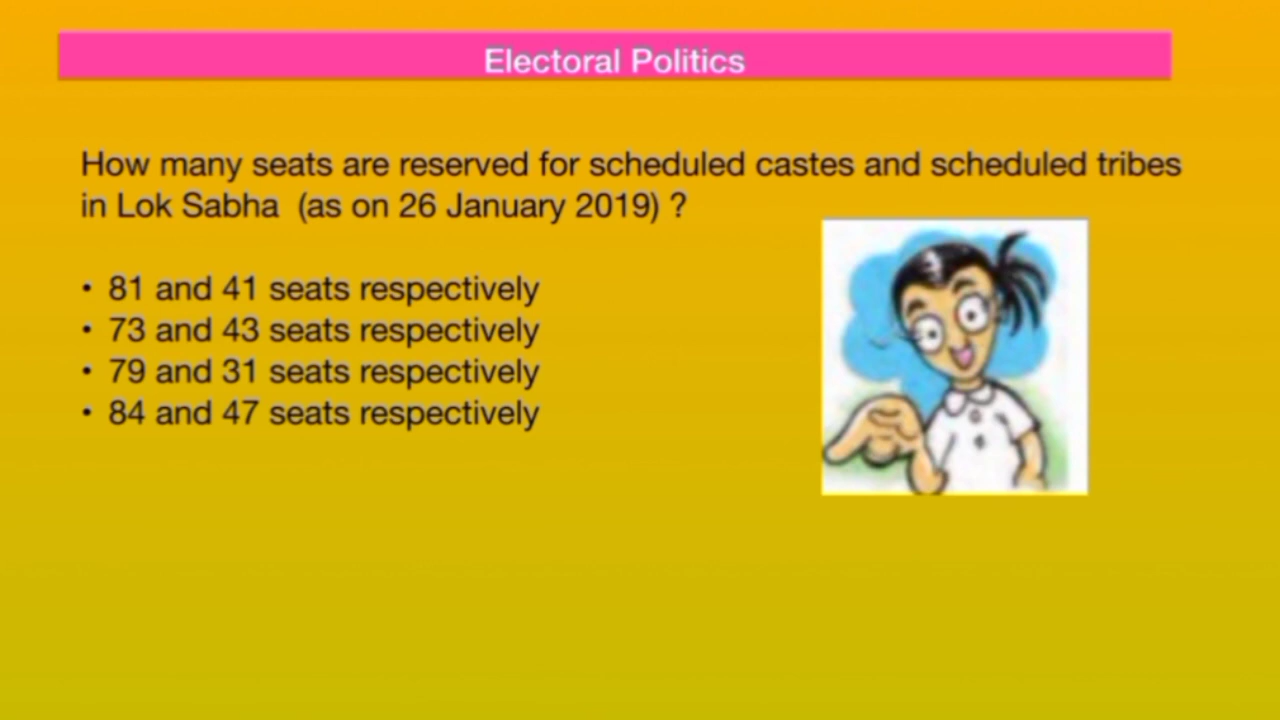 Electoral Politics
How many seats are reserved for scheduled castes and scheduled tribes
in Lok Sabha (as on 26 January 2019) ?
• 81 and 41 seats respectively
• 73 and 43 seats respectively
• 79 and 31 seats respectively
• 84 and 47 seats respectively